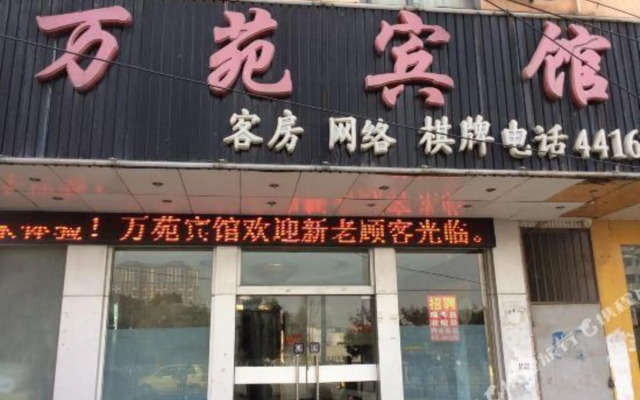 万苑宾馆
客房 网络 棋牌 电话 4416
！万苑宾馆欢迎新老顾客光临。
招聘